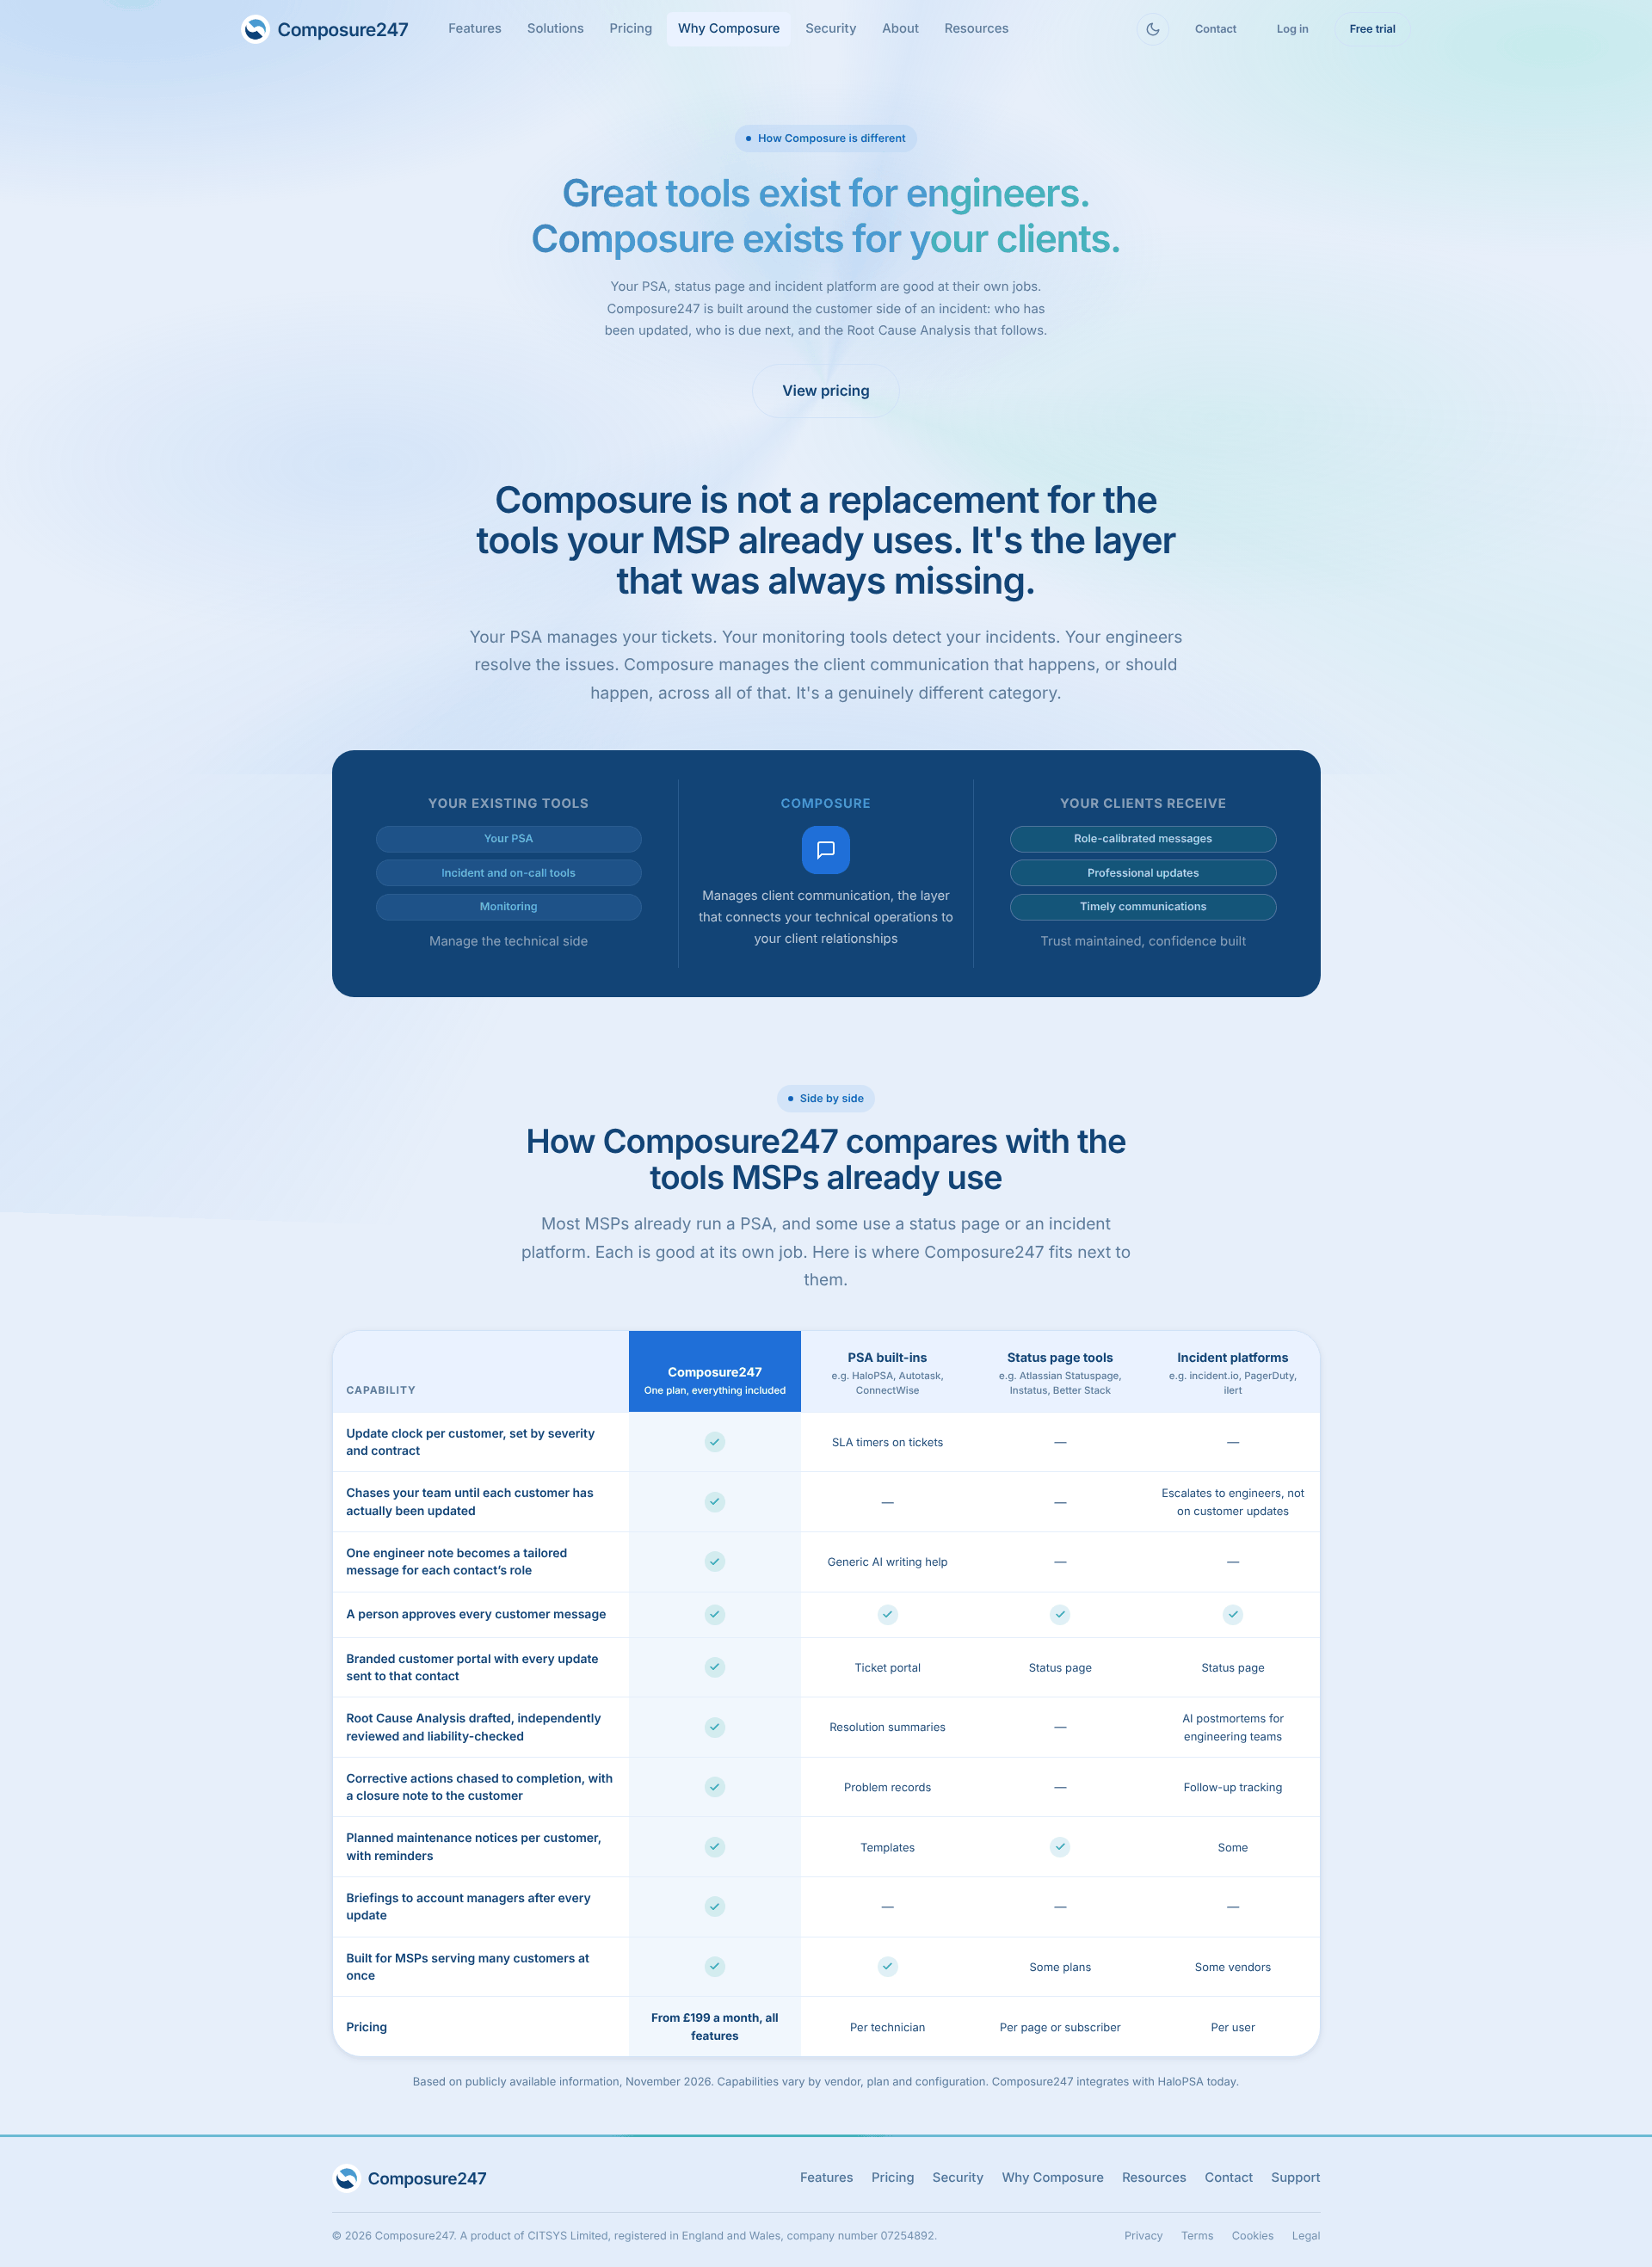 Composure247
Features
Solutions
Pricing
Why Composure
Security
About
Resources
Contact
Log in
Free trial
How Composure is different
Great tools exist for engineers.
Composure exists for your clients.
Your PSA, status page and incident platform are good at their own jobs.
Composure247 is built around the customer side of an incident: who has
been updated, who is due next, and the Root Cause Analysis that follows.
View pricing
Composure is not a replacement for the
tools your MSP already uses. It's the layer
that was always missing.
Your PSA manages your tickets. Your monitoring tools detect your incidents. Your engineers
resolve the issues. Composure manages the client communication that happens, or should
happen, across all of that. It's a genuinely different category.
YOUR EXISTING TOOLS
Your PSA
Incident and on-call tools
Monitoring
Manage the technical side
COMPOSURE
Manages client communication, the layer
that connects your technical operations to
your client relationships
YOUR CLIENTS RECEIVE
Role-calibrated messages
Professional updates
Timely communications
Trust maintained, confidence built
Side by side
How Composure247 compares with the
tools MSPs already use
Most MSPs already run a PSA, and some use a status page or an incident
platform. Each is good at its own job. Here is where Composure247 fits next to
them.
CAPABILITY
Composure247
One plan, everything included
PSA built-ins
e.g. HaloPSA, Autotask,
ConnectWise
Status page tools
e.g. Atlassian Statuspage,
Instatus, Better Stack
Incident platforms
e.g. incident.io, PagerDuty,
ilert
Update clock per customer, set by severity
and contract
SLA timers on tickets
—
—
Chases your team until each customer has
actually been updated
—
—
Escalates to engineers, not
on customer updates
One engineer note becomes a tailored
message for each contact’s role
Generic AI writing help
—
—
A person approves every customer message
Branded customer portal with every update
sent to that contact
Ticket portal
Status page
Status page
Root Cause Analysis drafted, independently
reviewed and liability-checked
Resolution summaries
—
AI postmortems for
engineering teams
Corrective actions chased to completion, with
a closure note to the customer
Problem records
—
Follow-up tracking
Planned maintenance notices per customer,
with reminders
Templates
Some
Briefings to account managers after every
update
—
—
—
Built for MSPs serving many customers at
once
Some plans
Some vendors
Pricing
From £199 a month, all
features
Per technician
Per page or subscriber
Per user
Based on publicly available information, November 2026. Capabilities vary by vendor, plan and configuration. Composure247 integrates with HaloPSA today.
Composure247
Features
Pricing
Security
Why Composure
Resources
Contact
Support
© 2026 Composure247. A product of CITSYS Limited, registered in England and Wales, company number 07254892.
Privacy
Terms
Cookies
Legal